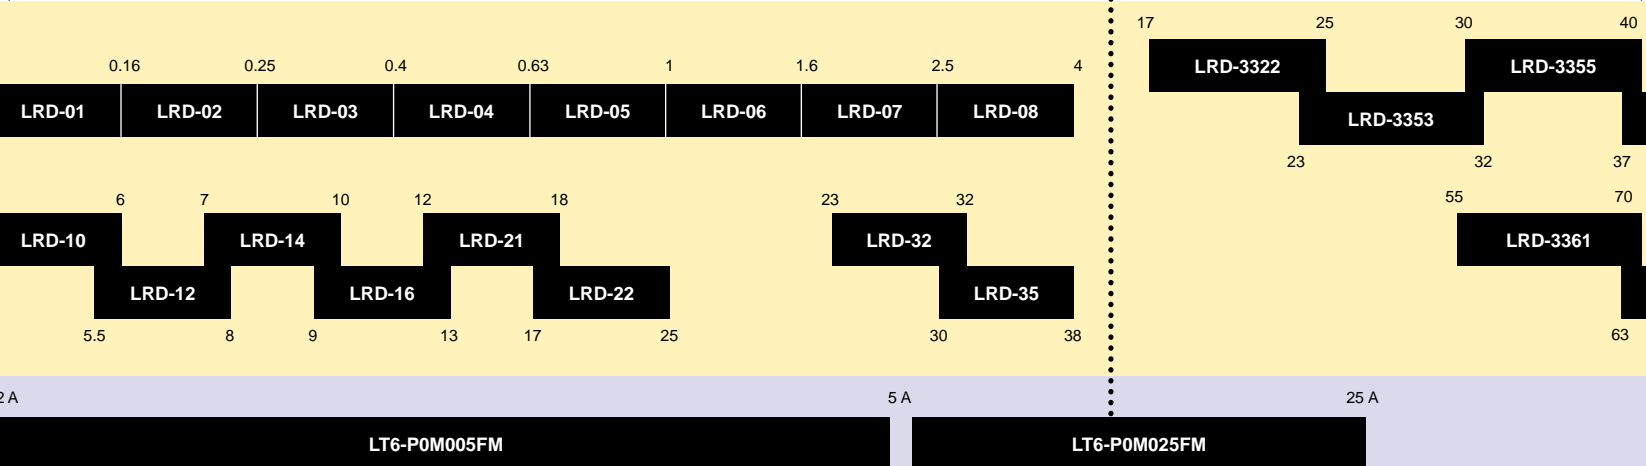 17 25 30 40
LRD-3322 LRD-3355
0.16 0.25 0.4 0.63 1 1.6 2.5 4
LRD-01 LRD-02 LRD-03 LRD-04 LRD-05 LRD-06 LRD-07 LRD-08
LRD-3353
23 32 37
6 7 10 12 18 23 32 55 70
LRD-10 LRD-14 LRD-21 LRD-32 LRD-3361
LRD-12 LRD-16 LRD-22 LRD-35
5.5 8 9 13 17 25 30 38 63
2 A 5 A 25 A
LT6-P0M005FM LT6-P0M025FM